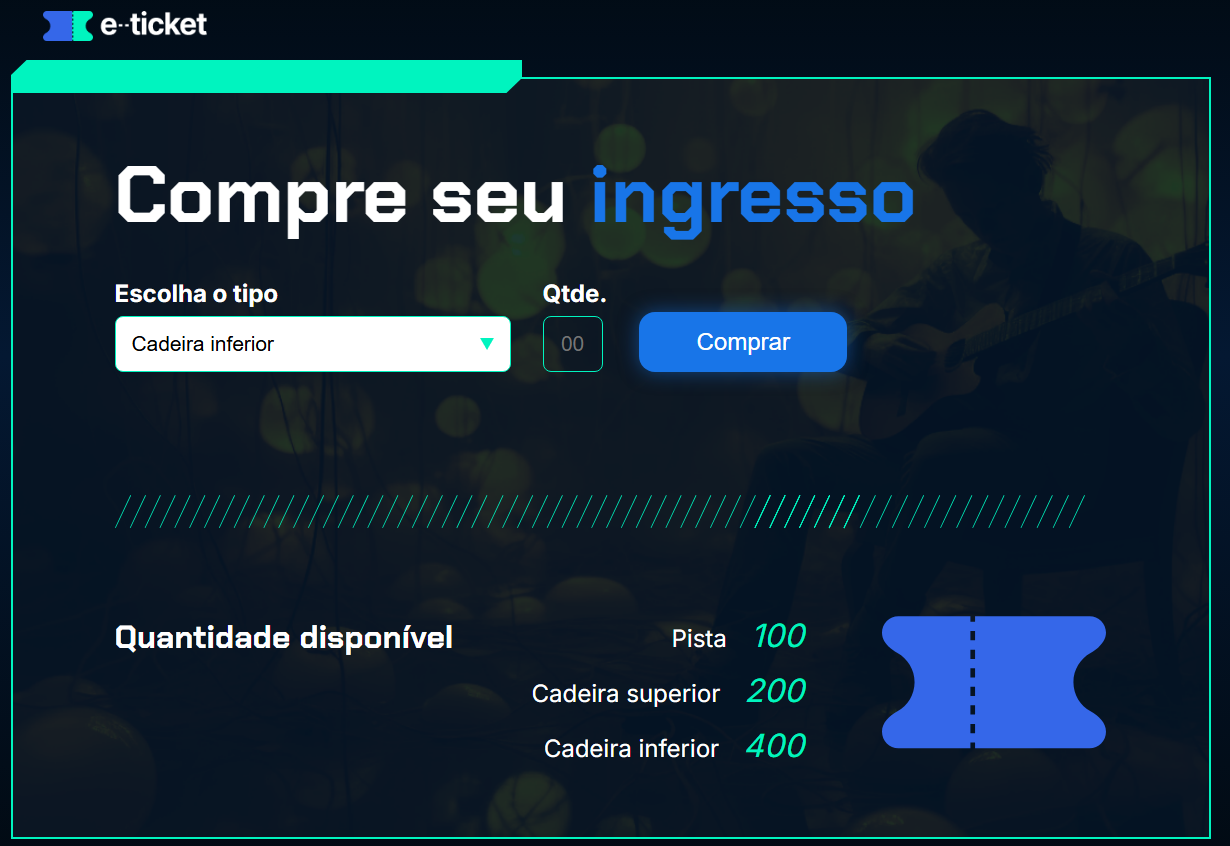 e--ticket
Compre seu ingresso
Escolha o tipo
Qtde.
Cadeira inferior
00
Comprar
Quantidade disponível
Pista 100
Cadeira superior 200
Cadeira inferior 400